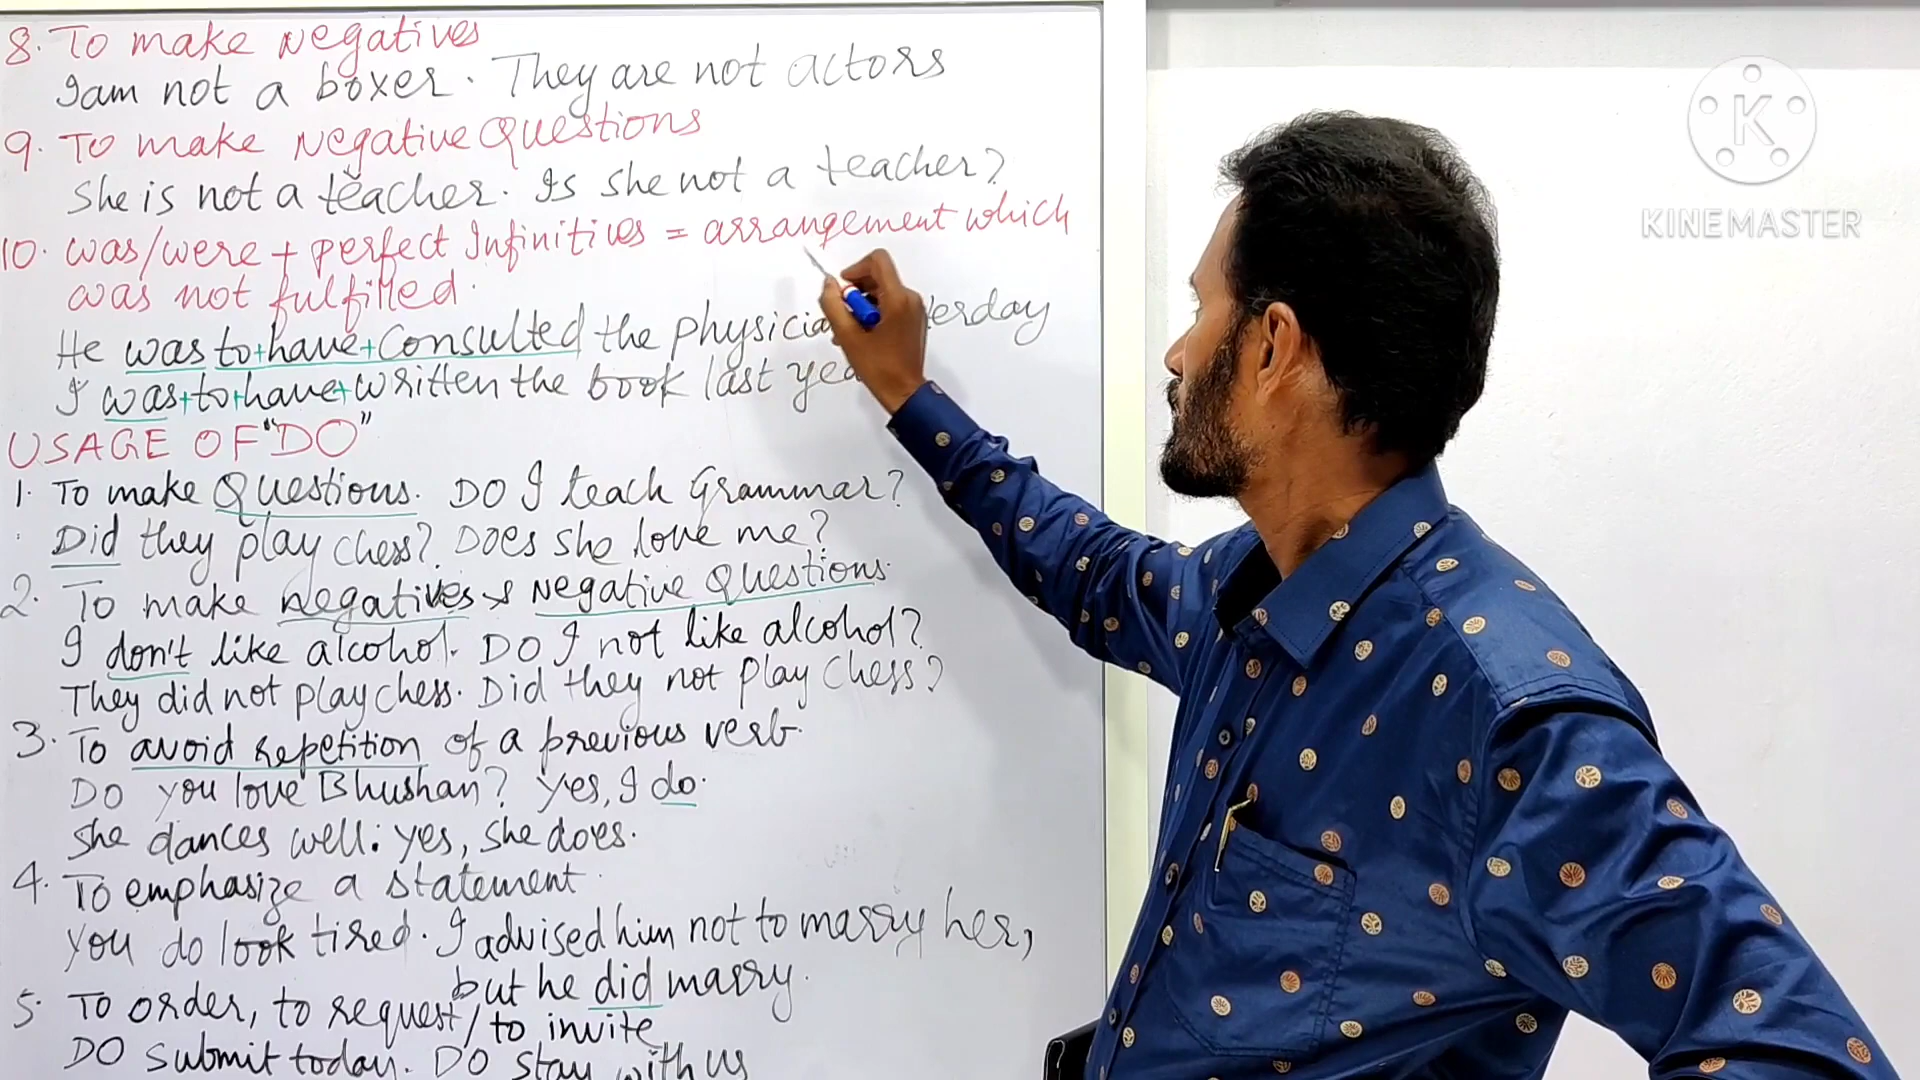 8. To make Negatives
I am not a boxer. They are not actors
9. To make Negative Questions
She is not a teacher. Is she not a teacher?
10. was/were + perfect Infinitives = arrangement which
was not fulfilled.
He was to+have+Consulted the physician
I was+to+have+written the book last
USAGE OF "DO"
1. To make Questions. DO I teach Grammar?
Did they play chess? Does she love me?
2. To make negatives & Negative Questions.
I don't like alcohol. DO I not like alcohol?
They did not play chess. Did they not play chess?
3. To avoid repetition of a previous verb.
Do you love Bhushan? Yes, I do.
She dances well: yes, she does.
4. To emphasize a statement.
You do look tired. I advised him not to marry her,
but he did marry.
5. To order, to request/to invite
DO submit today. DO stay with us
K
KINEMASTER